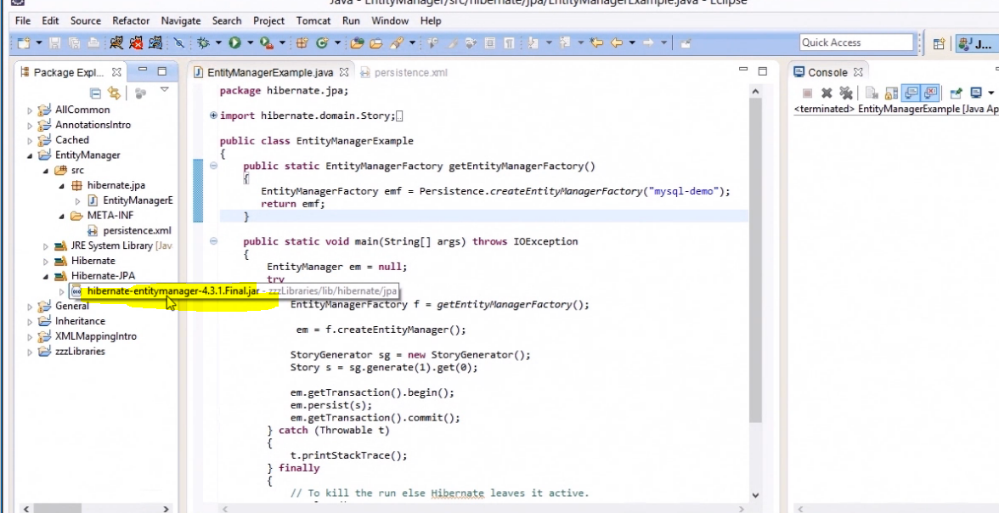 Java - EntityManager/src/hibernate/jpa/EntityManagerExample.java - Eclipse
File Edit Source Refactor Navigate Search Project Tomcat Run Window Help
Quick Access
J...
Package Expl...
AllCommon
AnnotationsIntro
Cached
EntityManager
src
hibernate.jpa
EntityManagerE
META-INF
persistence.xml
JRE System Library [Jav
Hibernate
Hibernate-JPA
hibernate-entitymanager-4.3.1.Final.jar - zzzLibraries/lib/hibernate/jpa
General
Inheritance
XMLMappingIntro
zzzLibraries
EntityManagerExample.java persistence.xml
package hibernate.jpa;
import hibernate.domain.Story;
public class EntityManagerExample
{
public static EntityManagerFactory getEntityManagerFactory()
{
EntityManagerFactory emf = Persistence.createEntityManagerFactory("mysql-demo");
return emf;
}
public static void main(String[] args) throws IOException
{
EntityManager em = null;
try
EntityManagerFactory f = getEntityManagerFactory();
em = f.createEntityManager();
StoryGenerator sg = new StoryGenerator();
Story s = sg.generate(1).get(0);
em.getTransaction().begin();
em.persist(s);
em.getTransaction().commit();
} catch (Throwable t)
{
t.printStackTrace();
} finally
{
// To kill the run else Hibernate leaves it active.
Console
<terminated> EntityManagerExample [Java Ap